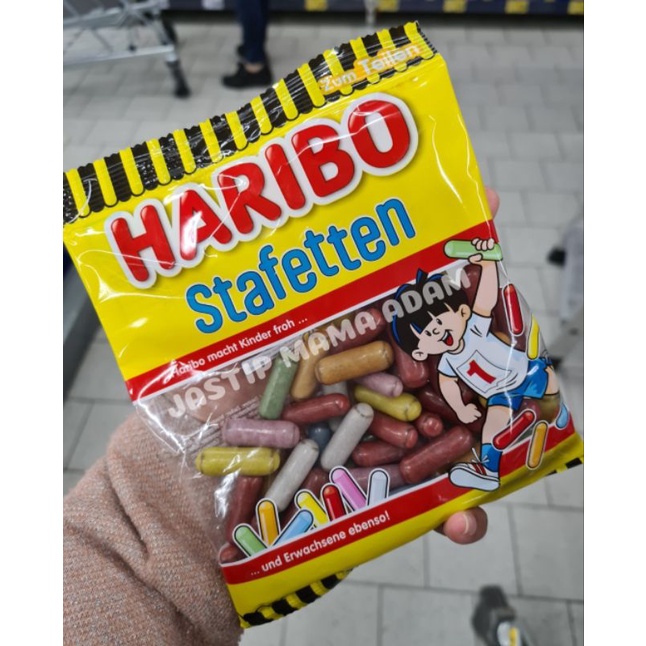 Zum Teilen
HARIBO
Stafetten
Haribo macht Kinder froh ...
JASTIP MAMA ADAM
1
... und Erwachsene ebenso!